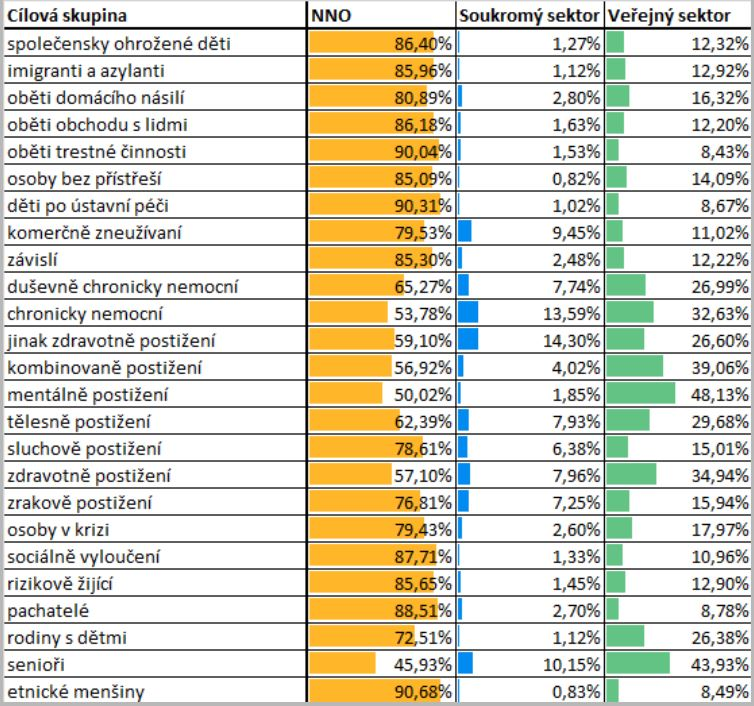 Cílová skupina NNO Soukromý sektor Veřejný sektor
společensky ohrožené děti 86,40% 1,27% 12,32%
imigranti a azylanti 85,96% 1,12% 12,92%
oběti domácího násilí 80,89% 2,80% 16,32%
oběti obchodu s lidmi 86,18% 1,63% 12,20%
oběti trestné činnosti 90,04% 1,53% 8,43%
osoby bez přístřeší 85,09% 0,82% 14,09%
děti po ústavní péči 90,31% 1,02% 8,67%
komerčně zneužívaní 79,53% 9,45% 11,02%
závislí 85,30% 2,48% 12,22%
duševně chronicky nemocní 65,27% 7,74% 26,99%
chronicky nemocní 53,78% 13,59% 32,63%
jinak zdravotně postižení 59,10% 14,30% 26,60%
kombinovaně postižení 56,92% 4,02% 39,06%
mentálně postižení 50,02% 1,85% 48,13%
tělesně postižení 62,39% 7,93% 29,68%
sluchově postižení 78,61% 6,38% 15,01%
zdravotně postižení 57,10% 7,96% 34,94%
zrakově postižení 76,81% 7,25% 15,94%
osoby v krizi 79,43% 2,60% 17,97%
sociálně vyloučení 87,71% 1,33% 10,96%
rizikově žijící 85,65% 1,45% 12,90%
pachatelé 88,51% 2,70% 8,78%
rodiny s dětmi 72,51% 1,12% 26,38%
senioři 45,93% 10,15% 43,93%
etnické menšiny 90,68% 0,83% 8,49%